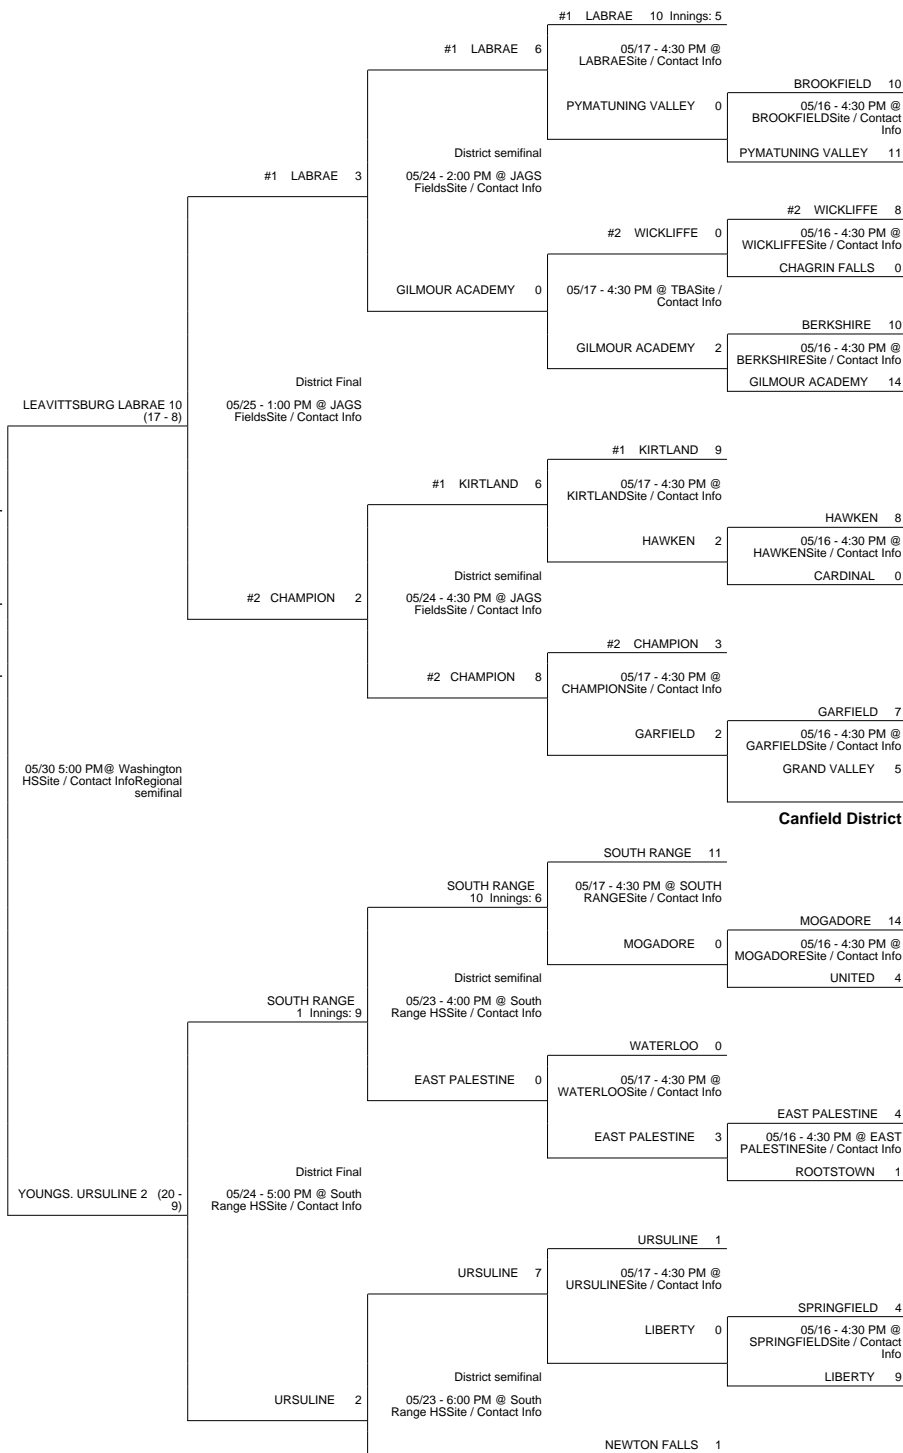 #1 LABRAE 10 Innings: 5
#1 LABRAE 6
05/17 - 4:30 PM @
LABRAESite / Contact Info
BROOKFIELD 10
PYMATUNING VALLEY 0
05/16 - 4:30 PM @
BROOKFIELDSite / Contact
Info
District semifinal
PYMATUNING VALLEY 11
#1 LABRAE 3
05/24 - 2:00 PM @ JAGS
FieldsSite / Contact Info
#2 WICKLIFFE 8
#2 WICKLIFFE 0
05/16 - 4:30 PM @
WICKLIFFESite / Contact Info
CHAGRIN FALLS 0
GILMOUR ACADEMY 0
05/17 - 4:30 PM @ TBASite /
Contact Info
BERKSHIRE 10
GILMOUR ACADEMY 2
05/16 - 4:30 PM @
BERKSHIRESite / Contact Info
District Final
GILMOUR ACADEMY 14
LEAVITTSBURG LABRAE 10
(17 - 8)
05/25 - 1:00 PM @ JAGS
FieldsSite / Contact Info
#1 KIRTLAND 9
#1 KIRTLAND 6
05/17 - 4:30 PM @
KIRTLANDSite / Contact Info
HAWKEN 8
HAWKEN 2
05/16 - 4:30 PM @
HAWKENSite / Contact Info
District semifinal
CARDINAL 0
#2 CHAMPION 2
05/24 - 4:30 PM @ JAGS
FieldsSite / Contact Info
#2 CHAMPION 3
#2 CHAMPION 8
05/17 - 4:30 PM @
CHAMPIONSite / Contact Info
GARFIELD 7
GARFIELD 2
05/16 - 4:30 PM @
GARFIELDSite / Contact Info
05/30 5:00 PM@ Washington
HSSite / Contact InfoRegional
semifinal
GRAND VALLEY 5
Canfield District
SOUTH RANGE 11
SOUTH RANGE
10 Innings: 6
05/17 - 4:30 PM @ SOUTH
RANGESite / Contact Info
MOGADORE 14
MOGADORE 0
05/16 - 4:30 PM @
MOGADORESite / Contact Info
District semifinal
UNITED 4
SOUTH RANGE
1 Innings: 9
05/23 - 4:00 PM @ South
Range HSSite / Contact Info
WATERLOO 0
EAST PALESTINE 0
05/17 - 4:30 PM @
WATERLOOSite / Contact Info
EAST PALESTINE 4
EAST PALESTINE 3
05/16 - 4:30 PM @ EAST
PALESTINESite / Contact Info
District Final
ROOTSTOWN 1
YOUNGS. URSULINE 2 (20 -
9)
05/24 - 5:00 PM @ South
Range HSSite / Contact Info
URSULINE 1
URSULINE 7
05/17 - 4:30 PM @
URSULINESite / Contact Info
SPRINGFIELD 4
LIBERTY 0
05/16 - 4:30 PM @
SPRINGFIELDSite / Contact
Info
District semifinal
LIBERTY 9
URSULINE 2
05/23 - 6:00 PM @ South
Range HSSite / Contact Info
NEWTON FALLS 1